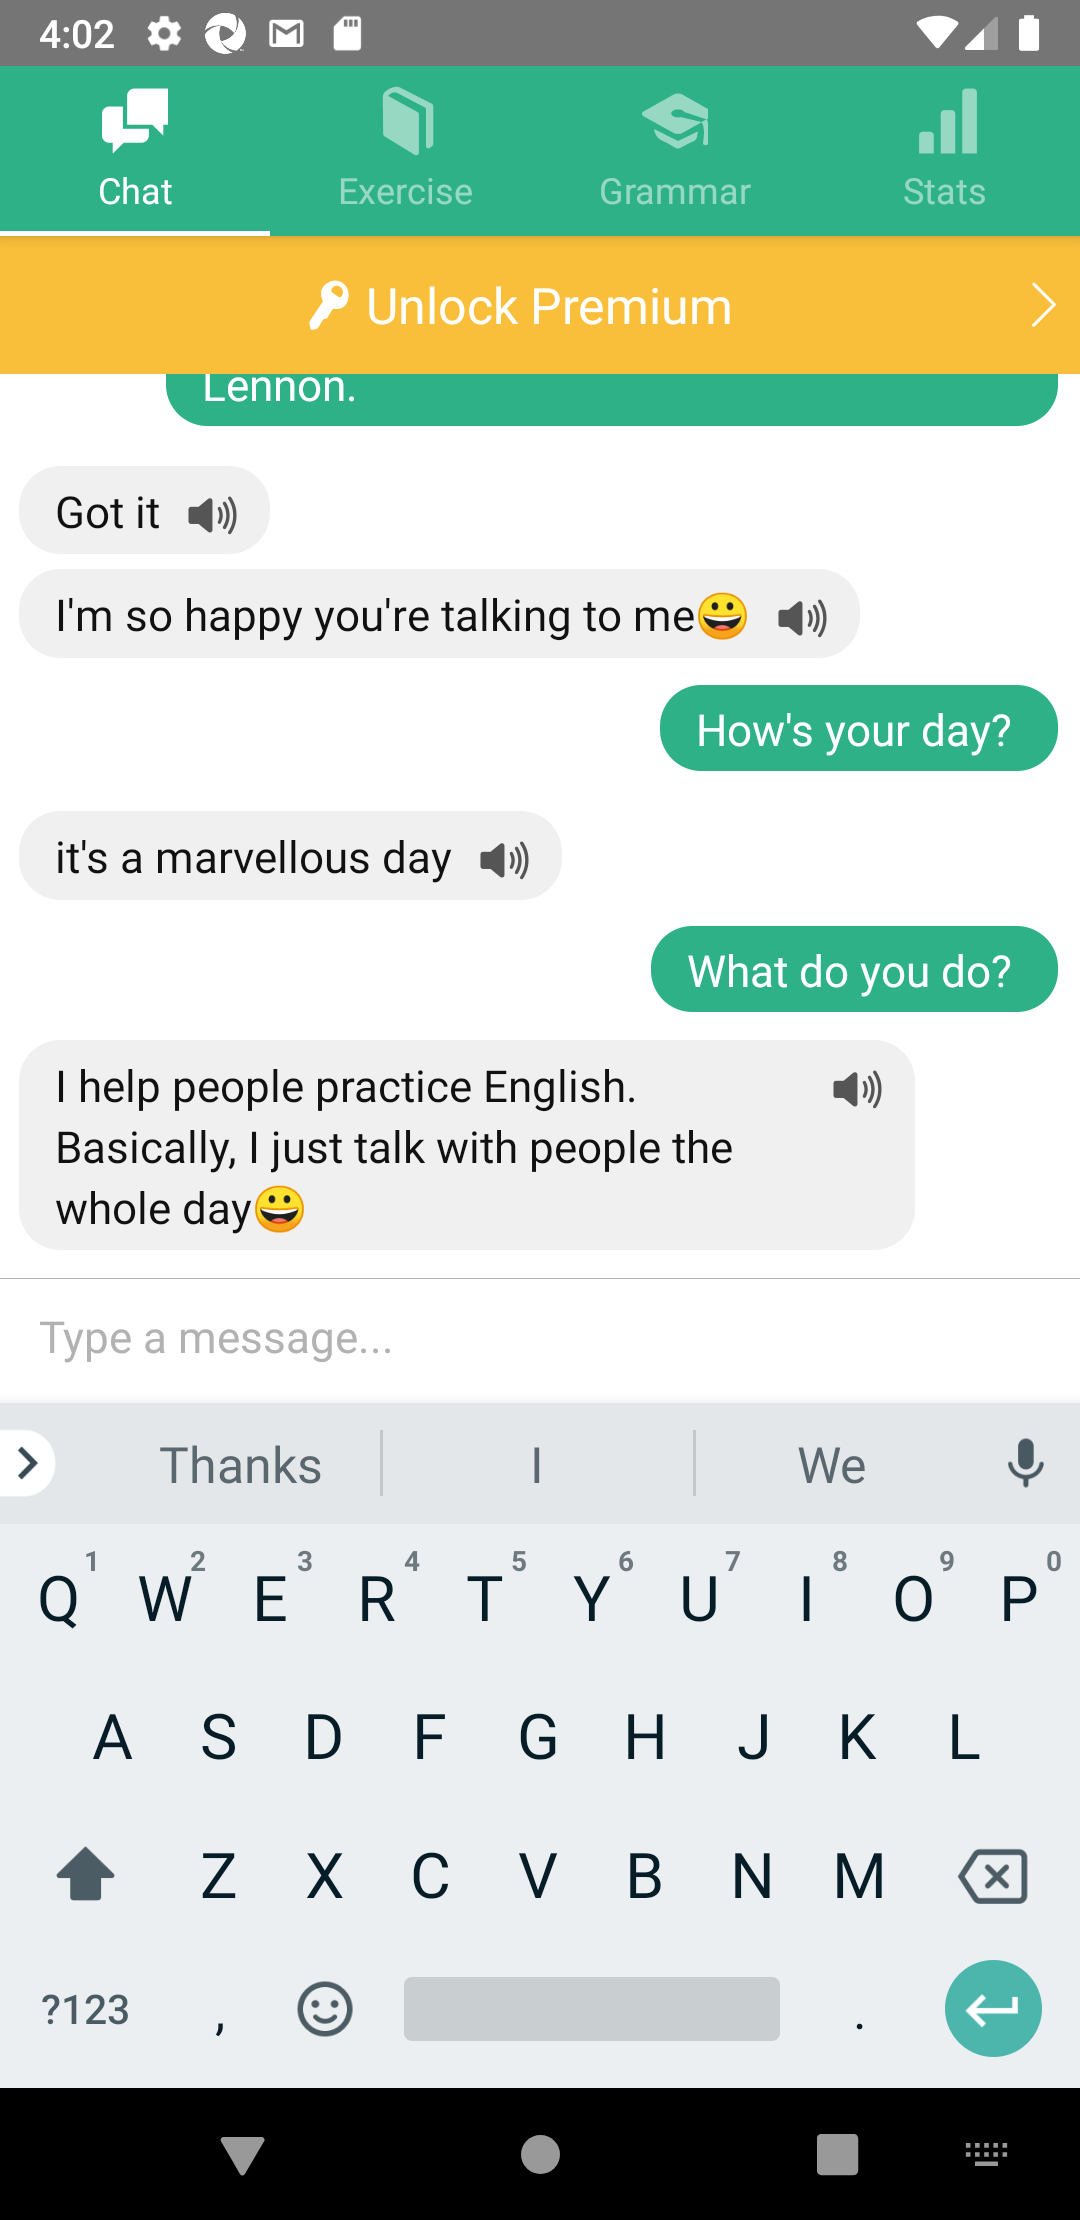 4:02
Chat
Exercise
Grammar
Stats
Unlock Premium
Lennon.
Got it
I'm so happy you're talking to me😀
How's your day?
it's a marvellous day
What do you do?
I help people practice English.
Basically, I just talk with people the
whole day😀
Type a message...
Thanks
I
We
Q 1 W 2 E 3 R 4 T 5 Y 6 U 7 I 8 O 9 P 0
A S D F G H J K L
Z X C V B N M
?123 , .